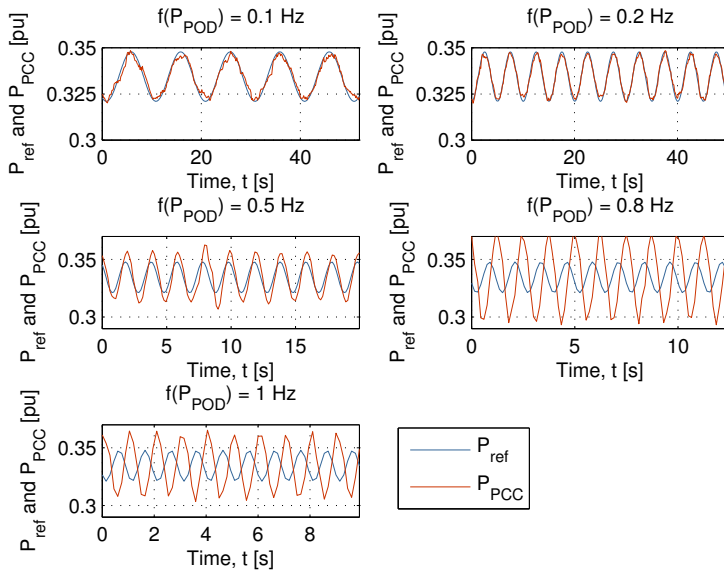 f(P_POD) = 0.1 Hz
P_ref and P_PCC [pu]
0.35
0.325
0.3
0 20 40
Time, t [s]
f(P_POD) = 0.2 Hz
P_ref and P_PCC [pu]
0.35
0.325
0.3
0 10 20 30 40
Time, t [s]
f(P_POD) = 0.5 Hz
P_ref and P_PCC [pu]
0.35
0.3
0 5 10 15 20
Time, t [s]
f(P_POD) = 0.8 Hz
P_ref and P_PCC [pu]
0.35
0.3
0 5 10
Time, t [s]
f(P_POD) = 1 Hz
P_ref and P_PCC [pu]
0.35
0.3
0 2 4 6 8
Time, t [s]
P_ref
P_PCC